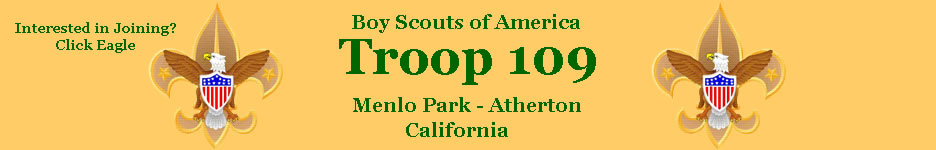 Interested in Joining?
Click Eagle
Boy Scouts of America
Troop 109
Menlo Park - Atherton
California